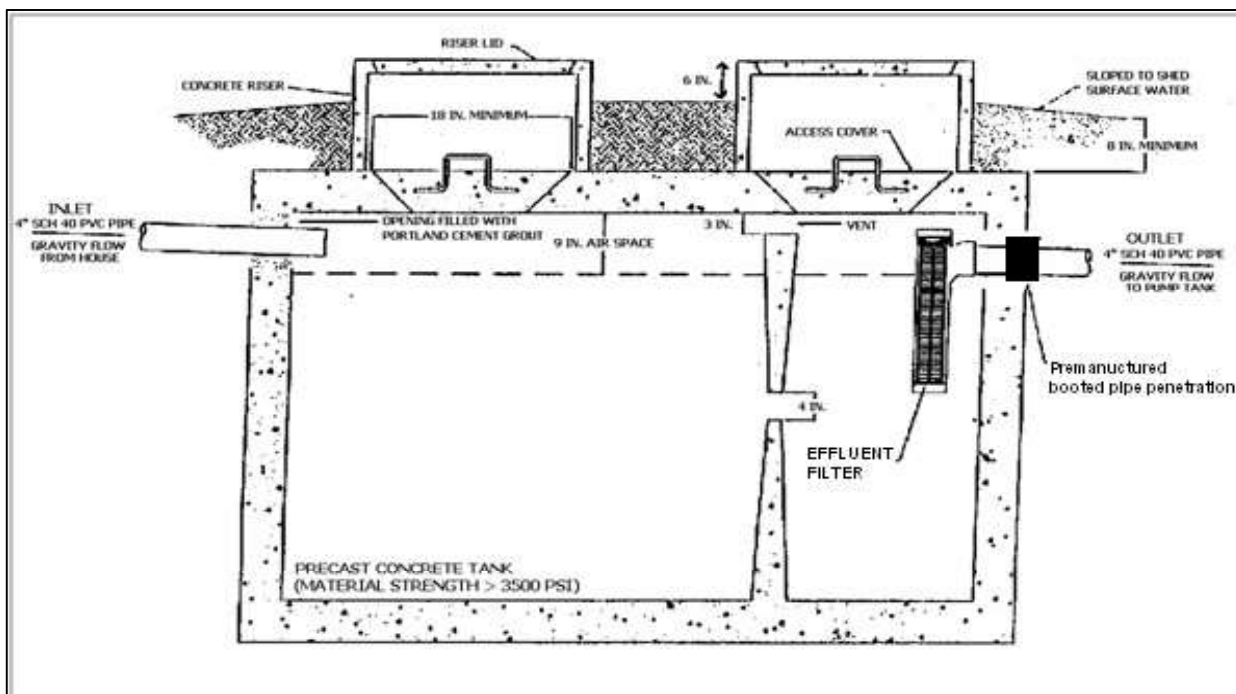 RISER LID
CONCRETE RISER
6 IN.
SLOPED TO SHED
SURFACE WATER
18 IN. MINIMUM
ACCESS COVER
8 IN. MINIMUM
INLET
4" SCH 40 PVC PIPE
GRAVITY FLOW
FROM HOUSE
OPENING FILLED WITH
PORTLAND CEMENT GROUT
9 IN. AIR SPACE
3 IN.
VENT
OUTLET
4" SCH 40 PVC PIPE
GRAVITY FLOW
TO PUMP TANK
Premanuctured
booted pipe penetration
4 IN.
EFFLUENT
FILTER
PRECAST CONCRETE TANK
(MATERIAL STRENGTH > 3500 PSI)